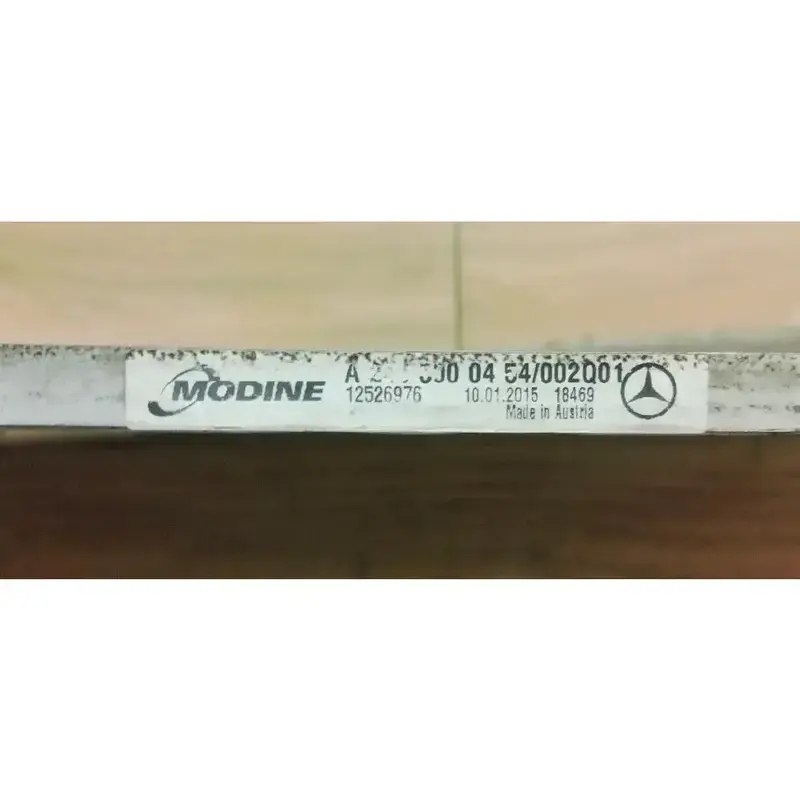 MODINE
A 04 54/002Q01
12526976 10.01.2015 18469
Made in Austria